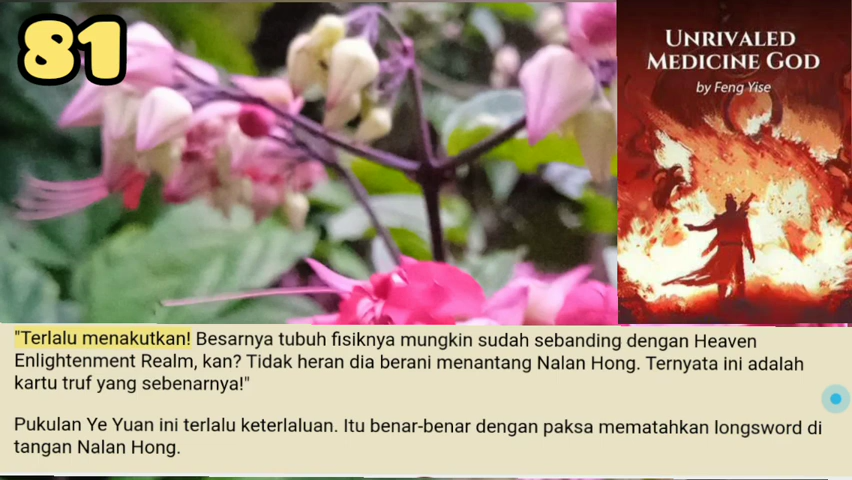 81
UNRIVALED
MEDICINE GOD
by Feng Yise
"Terlalu menakutkan! Besarnya tubuh fisiknya mungkin sudah sebanding dengan Heaven
Enlightenment Realm, kan? Tidak heran dia berani menantang Nalan Hong. Ternyata ini adalah
kartu truf yang sebenarnya!"
Pukulan Ye Yuan ini terlalu keterlaluan. Itu benar-benar dengan paksa mematahkan longsword di
tangan Nalan Hong.